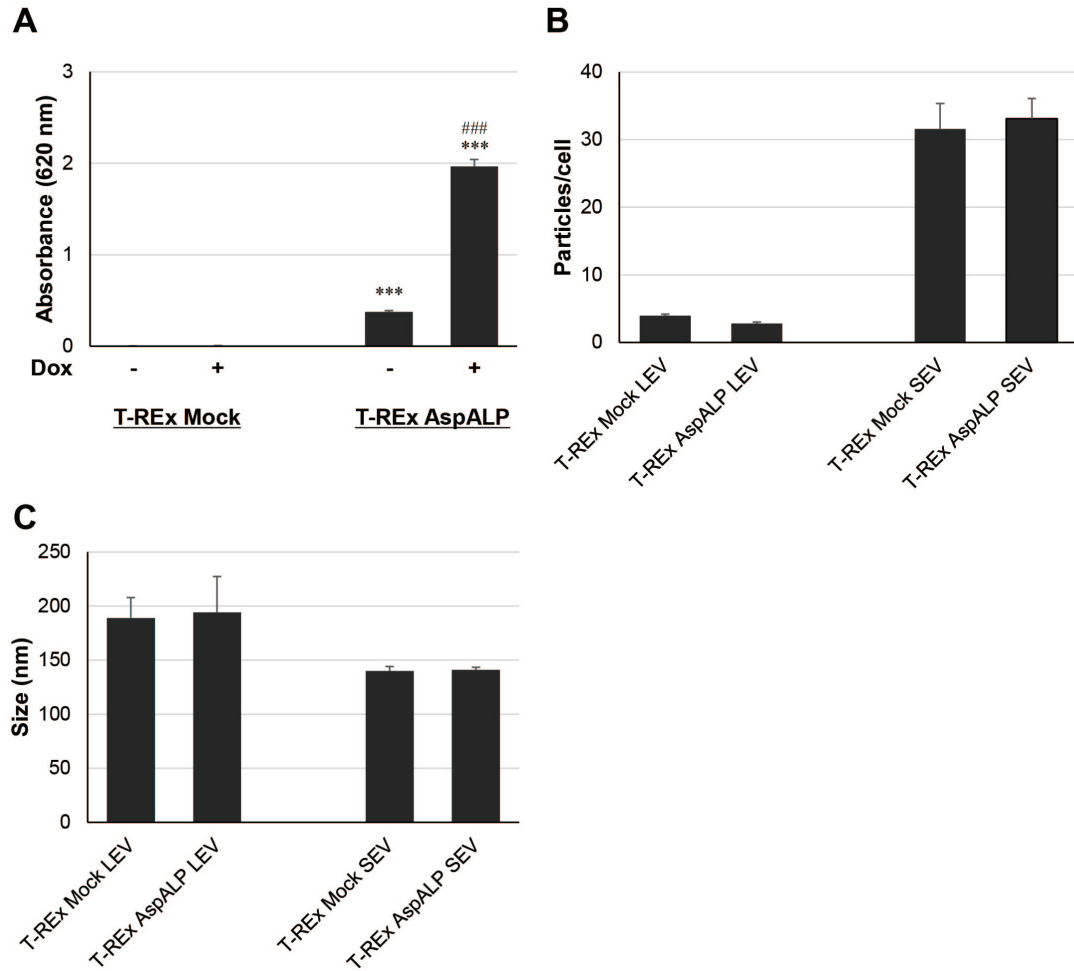 A
Absorbance (620 nm)
3
2
1
0
###
***
***
Dox - + - +
T-REx Mock T-REx AspALP
B
Particles/cell
40
30
20
10
0
T-REx Mock LEV
T-REx AspALP LEV
T-REx Mock SEV
T-REx AspALP SEV
C
Size (nm)
250
200
150
100
50
0
T-REx Mock LEV
T-REx AspALP LEV
T-REx Mock SEV
T-REx AspALP SEV